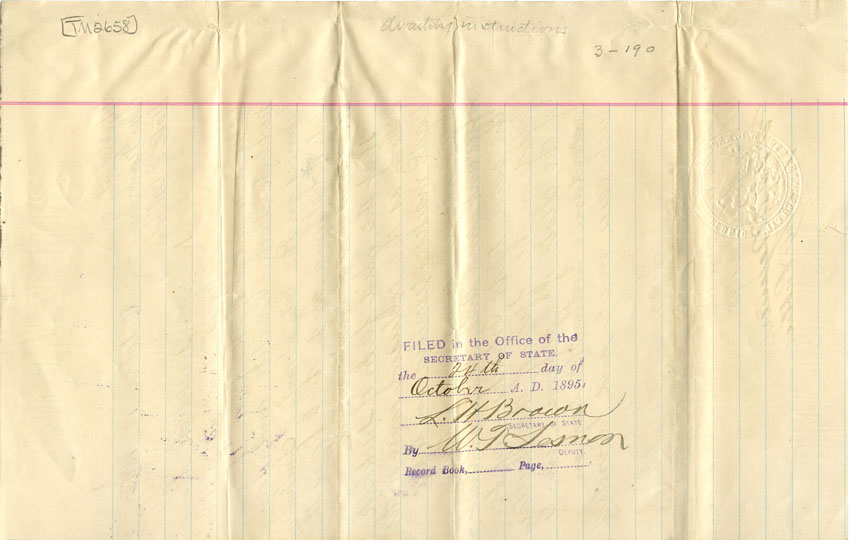 [TM2658]
Awaiting instructions
3-190
FILED in the Office of the
SECRETARY OF STATE.
the 24th day of
October A. D. 1895,
L. H Brown
SECRETARY OF STATE
By W. T. Lesnon
DEPUTY.
Record Book, Page,